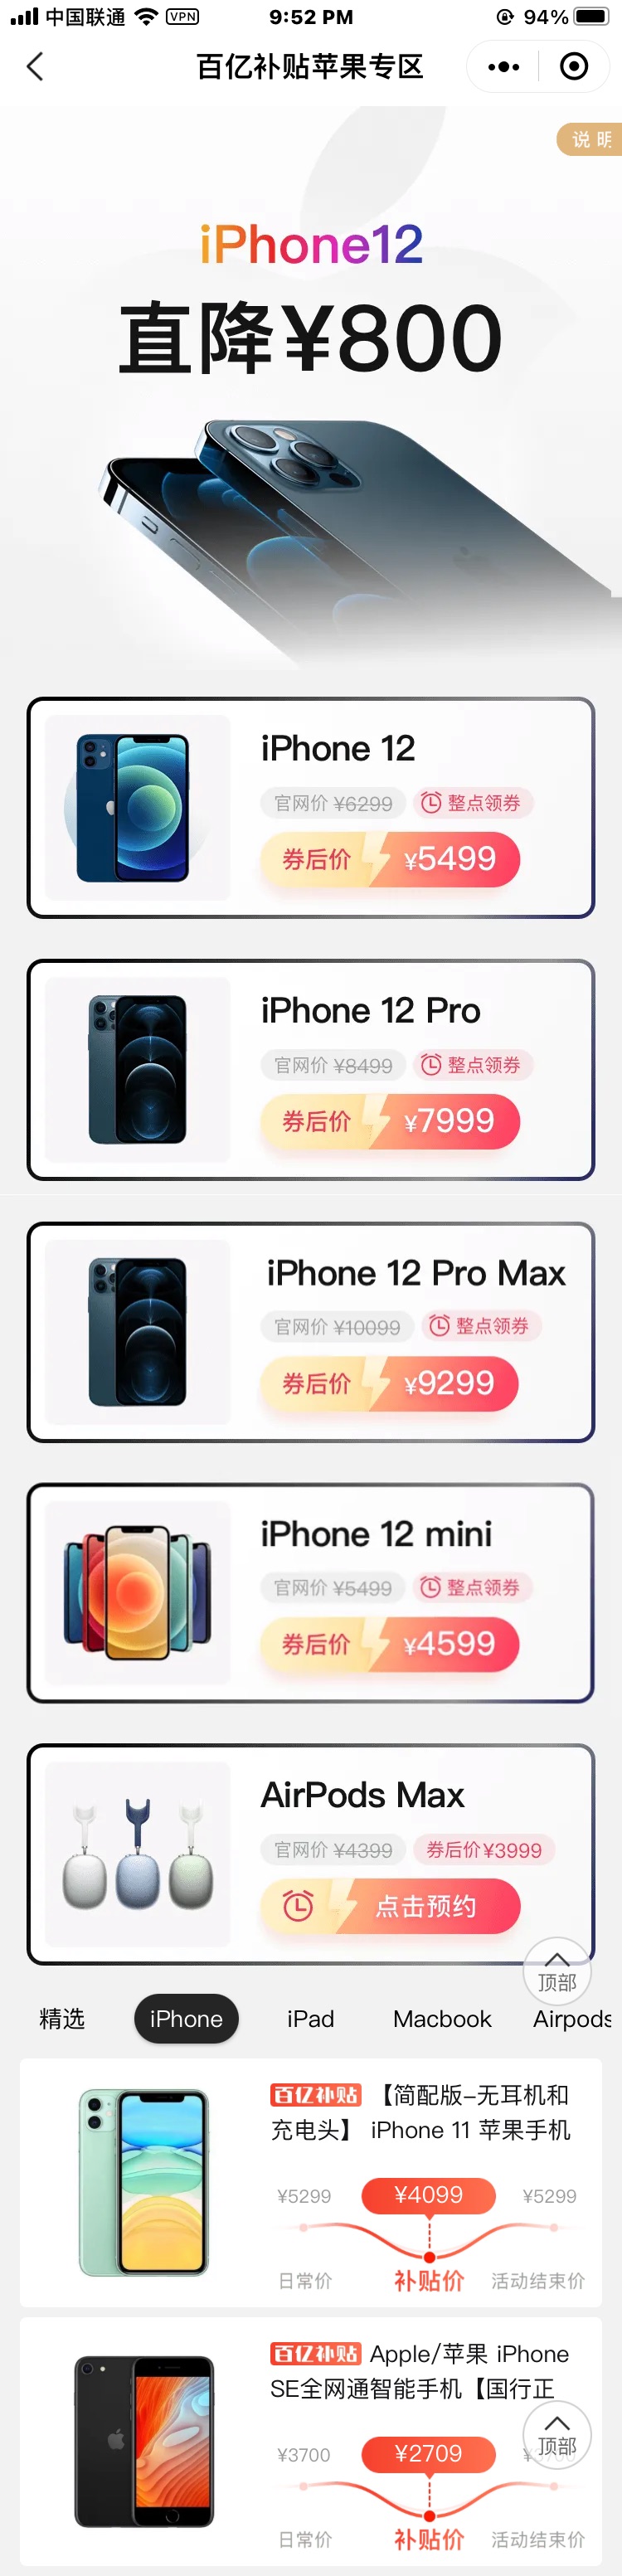 中国联通 VPN 9:52 PM 94%
百亿补贴苹果专区
说 明
iPhone12
直降¥800
iPhone 12
官网价 ¥6299 整点领券
券后价 ¥5499
iPhone 12 Pro
官网价 ¥8499 整点领券
券后价 ¥7999
iPhone 12 Pro Max
官网价 ¥10099 整点领券
券后价 ¥9299
iPhone 12 mini
官网价 ¥5499 整点领券
券后价 ¥4599
AirPods Max
官网价 ¥4399 券后价¥3999
点击预约
顶部
精选 iPhone iPad Macbook Airpods
百亿补贴 【简配版-无耳机和
充电头】 iPhone 11 苹果手机
¥5299 ¥4099 ¥5299
日常价 补贴价 活动结束价
百亿补贴 Apple/苹果 iPhone
SE全网通智能手机【国行正
顶部
¥3700 ¥2709
日常价 补贴价 活动结束价